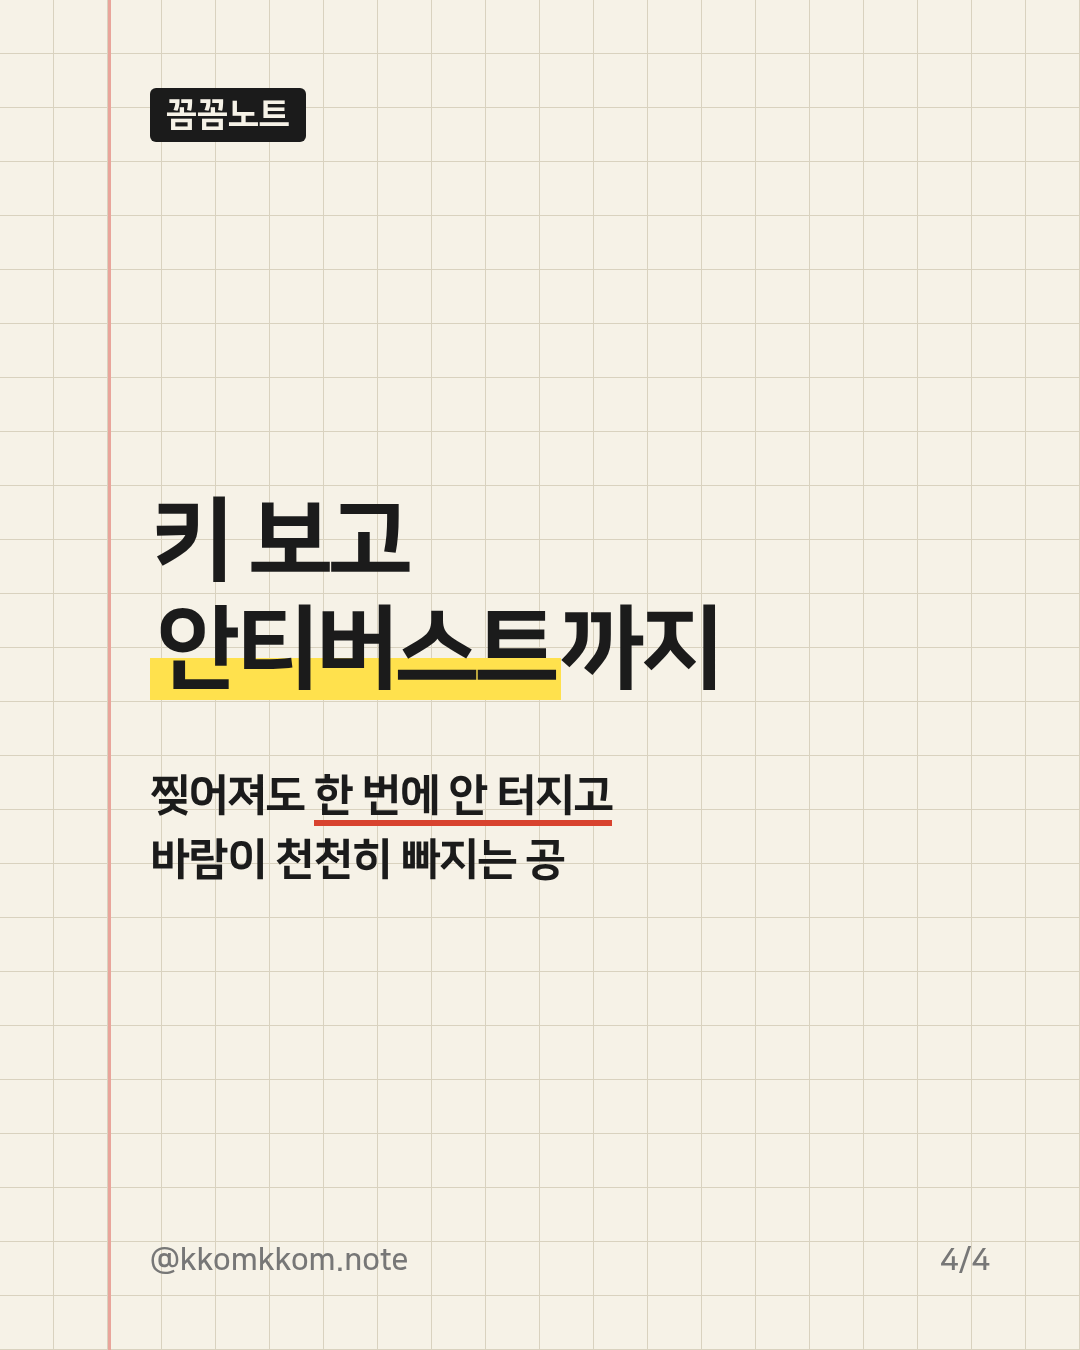 꼼꼼노트
키 보고
안티버스트까지
찢어져도 한 번에 안 터지고
바람이 천천히 빠지는 공
@kkomkkom.note
4/4